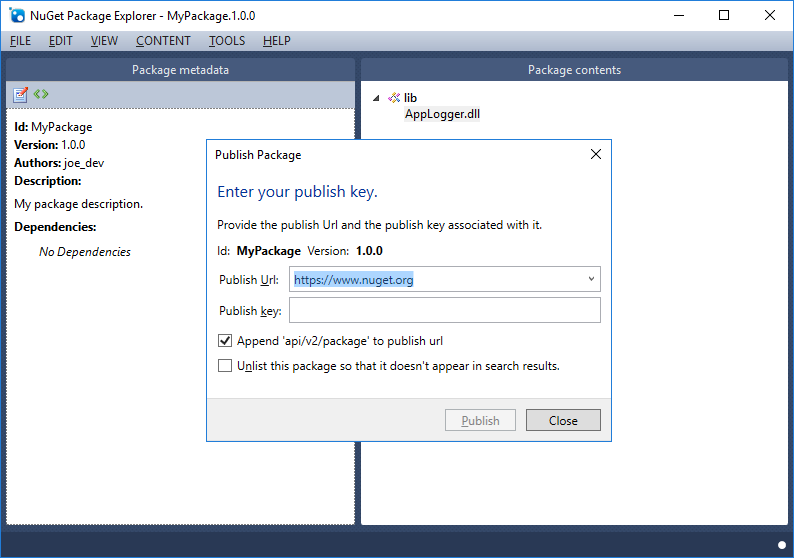 NuGet Package Explorer - MyPackage.1.0.0
FILE EDIT VIEW CONTENT TOOLS HELP
Package metadata
Id: MyPackage
Version: 1.0.0
Authors: joe_dev
Description:
My package description.
Dependencies:
No Dependencies
Package contents
lib
AppLogger.dll
Publish Package
Enter your publish key.
Provide the publish Url and the publish key associated with it.
Id: MyPackage Version: 1.0.0
Publish Url: https://www.nuget.org
Publish key:
Append 'api/v2/package' to publish url
Unlist this package so that it doesn't appear in search results.
Publish Close